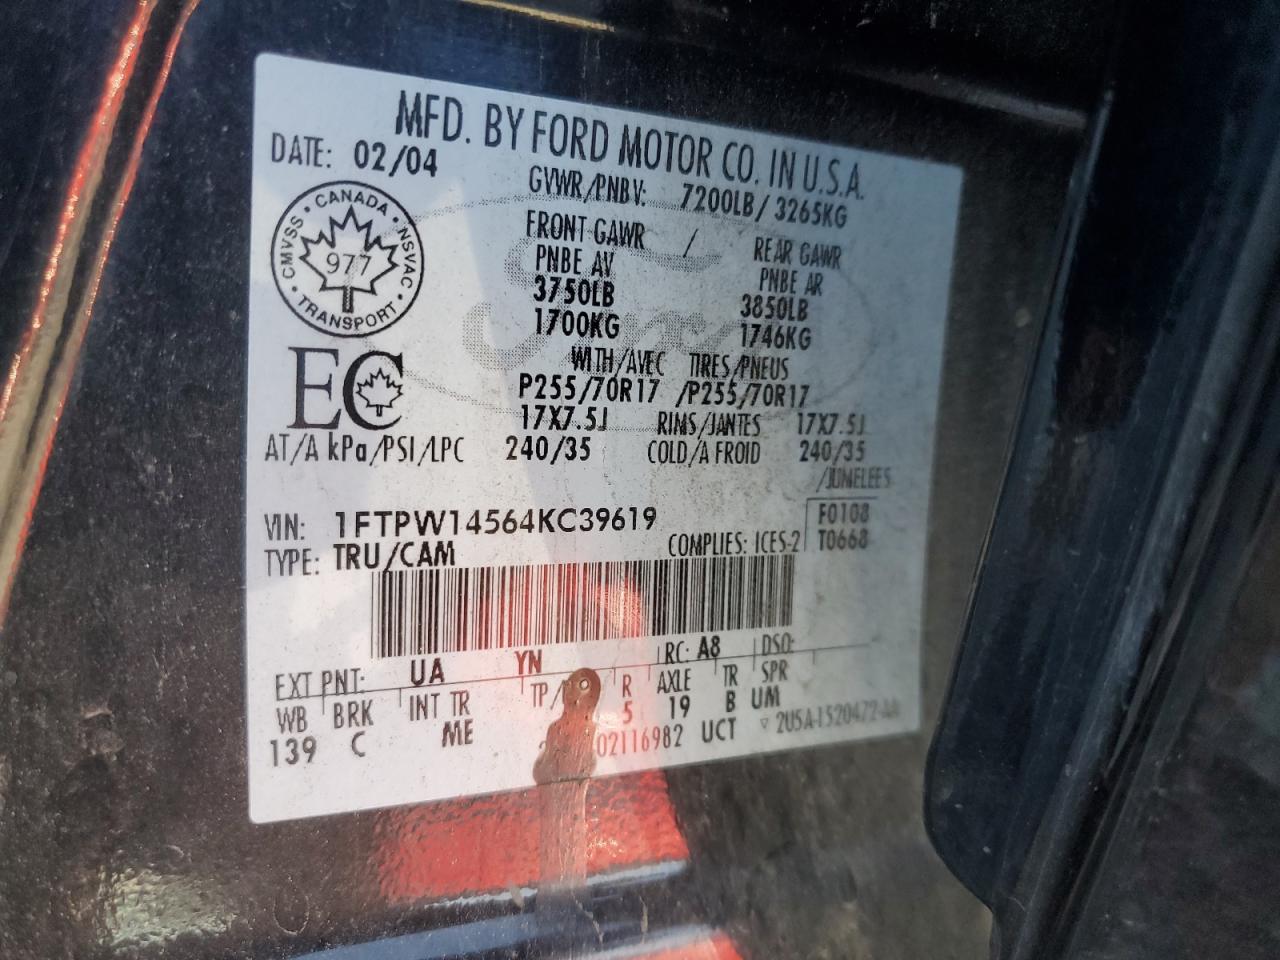 MFD. BY FORD MOTOR CO. IN U.S.A.
DATE: 02/04
GVWR/PNBV: 7200LB/ 3265KG
CMVSS · CANADA · NSVAC · TRANSPORT ·
977
FRONT GAWR / REAR GAWR
PNBE AV PNBE AR
3750LB 3850LB
1700KG 1746KG
WITH/AVEC TIRES/PNEUS
EC
P255/70R17 /P255/70R17
17X7.5J RIMS/JANTES 17X7.5J
AT/A kPa/PSI/LPC 240/35 COLD/A FROID 240/35
/JUMELEES
VIN: 1FTPW14564KC39619
F0108
TYPE: TRU/CAM COMPLIES: ICES-2 T0668
EXT PNT: UA YN RC: A8 DSO:
WB BRK INT TR TP/ R AXLE TR SPR
139 C ME 5 19 B UM
02116982 UCT ▽ 2U5A-1520472-AA